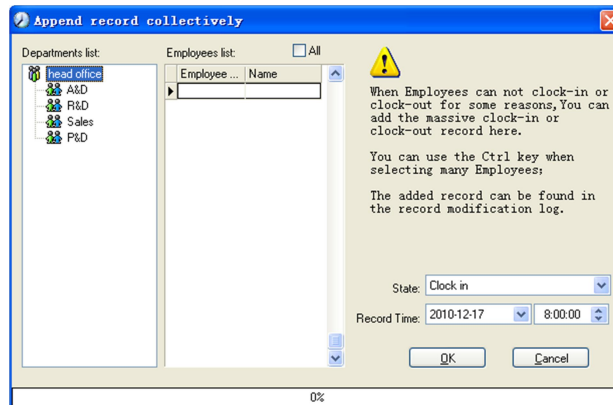 Append record collectively
Departments list:
Employees list:
All
head office
A&D
R&D
Sales
P&D
Employee ... Name
When Employees can not clock-in or
clock-out for some reasons,You can
add the massive clock-in or
clock-out record here.
You can use the Ctrl key when
selecting many Employees;
The added record can be found in
the record modification log.
State: Clock in
Record Time: 2010-12-17 8:00:00
OK Cancel
0%